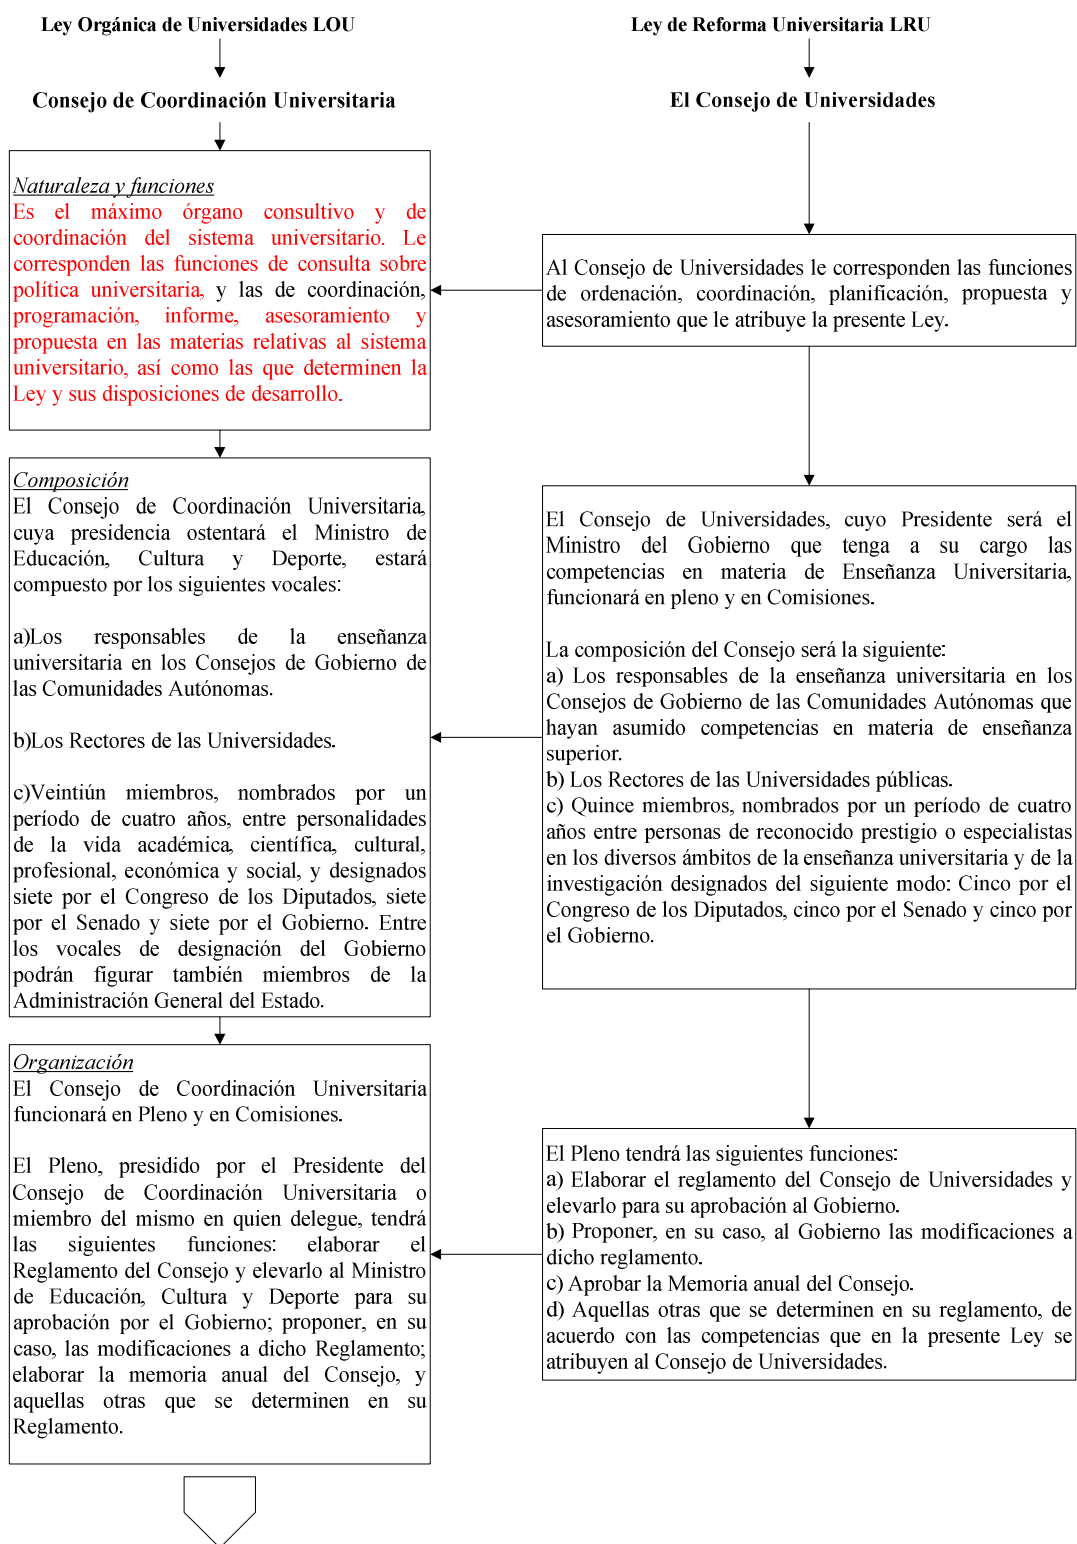 Ley Orgánica de Universidades LOU
Consejo de Coordinación Universitaria
Naturaleza y funciones
Es el máximo órgano consultivo y de
coordinación del sistema universitario. Le
corresponden las funciones de consulta sobre
política universitaria, y las de coordinación,
programación, informe, asesoramiento y
propuesta en las materias relativas al sistema
universitario, así como las que determinen la
Ley y sus disposiciones de desarrollo.
Composición
El Consejo de Coordinación Universitaria,
cuya presidencia ostentará el Ministro de
Educación, Cultura y Deporte, estará
compuesto por los siguientes vocales:
a)Los responsables de la enseñanza
universitaria en los Consejos de Gobierno de
las Comunidades Autónomas.
b)Los Rectores de las Universidades.
c)Veintiún miembros, nombrados por un
período de cuatro años, entre personalidades
de la vida académica, científica, cultural,
profesional, económica y social, y designados
siete por el Congreso de los Diputados, siete
por el Senado y siete por el Gobierno. Entre
los vocales de designación del Gobierno
podrán figurar también miembros de la
Administración General del Estado.
Organización
El Consejo de Coordinación Universitaria
funcionará en Pleno y en Comisiones.
El Pleno, presidido por el Presidente del
Consejo de Coordinación Universitaria o
miembro del mismo en quien delegue, tendrá
las siguientes funciones: elaborar el
Reglamento del Consejo y elevarlo al Ministro
de Educación, Cultura y Deporte para su
aprobación por el Gobierno; proponer, en su
caso, las modificaciones a dicho Reglamento;
elaborar la memoria anual del Consejo, y
aquellas otras que se determinen en su
Reglamento.
Ley de Reforma Universitaria LRU
El Consejo de Universidades
Al Consejo de Universidades le corresponden las funciones
de ordenación, coordinación, planificación, propuesta y
asesoramiento que le atribuye la presente Ley.
El Consejo de Universidades, cuyo Presidente será el
Ministro del Gobierno que tenga a su cargo las
competencias en materia de Enseñanza Universitaria,
funcionará en pleno y en Comisiones.
La composición del Consejo será la siguiente:
a) Los responsables de la enseñanza universitaria en los
Consejos de Gobierno de las Comunidades Autónomas que
hayan asumido competencias en materia de enseñanza
superior.
b) Los Rectores de las Universidades públicas.
c) Quince miembros, nombrados por un período de cuatro
años entre personas de reconocido prestigio o especialistas
en los diversos ámbitos de la enseñanza universitaria y de la
investigación designados del siguiente modo: Cinco por el
Congreso de los Diputados, cinco por el Senado y cinco por
el Gobierno.
El Pleno tendrá las siguientes funciones:
a) Elaborar el reglamento del Consejo de Universidades y
elevarlo para su aprobación al Gobierno.
b) Proponer, en su caso, al Gobierno las modificaciones a
dicho reglamento.
c) Aprobar la Memoria anual del Consejo.
d) Aquellas otras que se determinen en su reglamento, de
acuerdo con las competencias que en la presente Ley se
atribuyen al Consejo de Universidades.